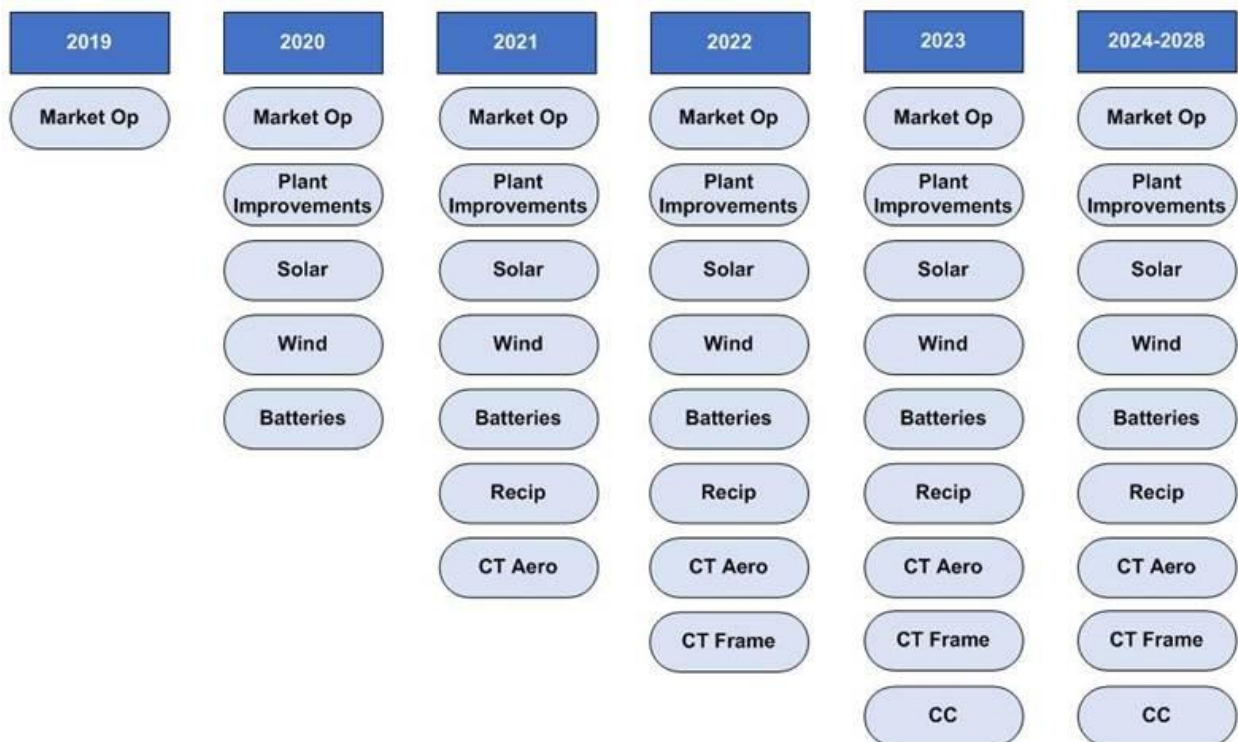 2019 2020 2021 2022 2023 2024-2028
Market Op Market Op Market Op Market Op Market Op Market Op
Plant Plant Plant Plant Plant
Improvements Improvements Improvements Improvements Improvements
Solar Solar Solar Solar Solar
Wind Wind Wind Wind Wind
Batteries Batteries Batteries Batteries Batteries
Recip Recip Recip Recip
CT Aero CT Aero CT Aero CT Aero
CT Frame CT Frame CT Frame
CC CC